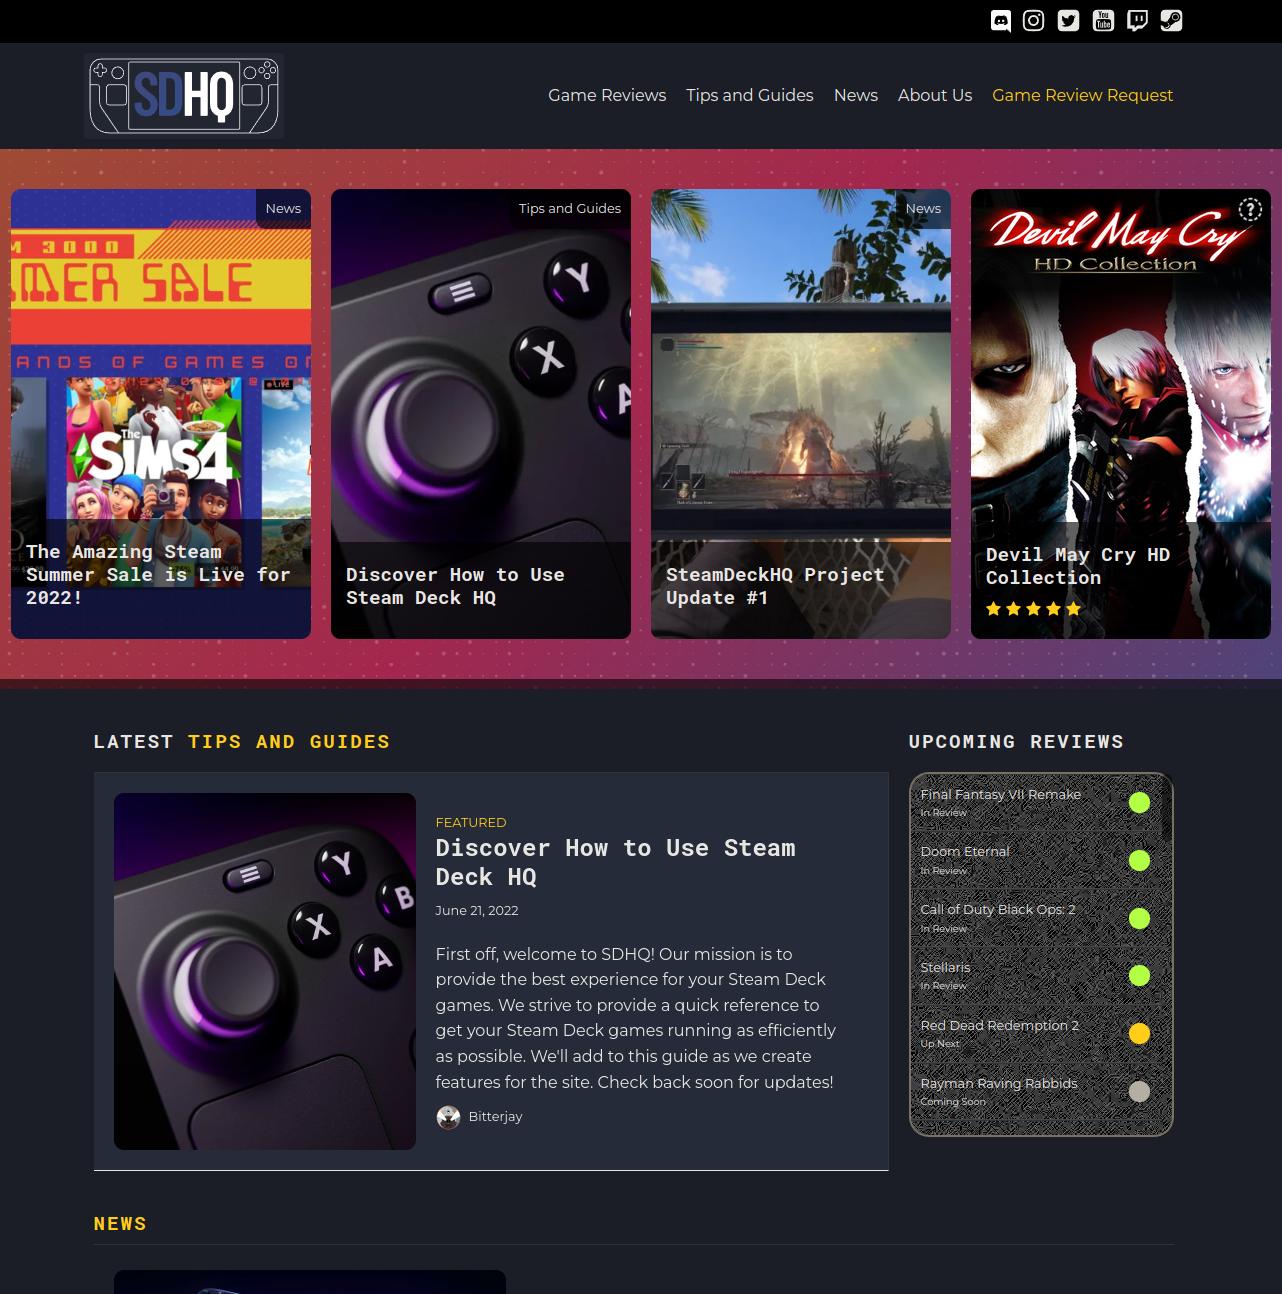 SDHQ
Game Reviews
Tips and Guides
News
About Us
Game Review Request
News
M 3000
MER SALE
ANDS OF GAMES ON
The
SIMS4
The Amazing Steam
Summer Sale is Live for
2022!
Tips and Guides
Y
X
A
Discover How to Use
Steam Deck HQ
News
SteamDeckHQ Project
Update #1
?
Devil May Cry
HD Collection
Devil May Cry HD
Collection
LATEST TIPS AND GUIDES
Y
B
X
A
FEATURED
Discover How to Use Steam
Deck HQ
June 21, 2022
First off, welcome to SDHQ! Our mission is to
provide the best experience for your Steam Deck
games. We strive to provide a quick reference to
get your Steam Deck games running as efficiently
as possible. We'll add to this guide as we create
features for the site. Check back soon for updates!
Bitterjay
UPCOMING REVIEWS
Final Fantasy VII Remake
In Review
Doom Eternal
In Review
Call of Duty Black Ops: 2
In Review
Stellaris
In Review
Red Dead Redemption 2
Up Next
Rayman Raving Rabbids
Coming Soon
NEWS